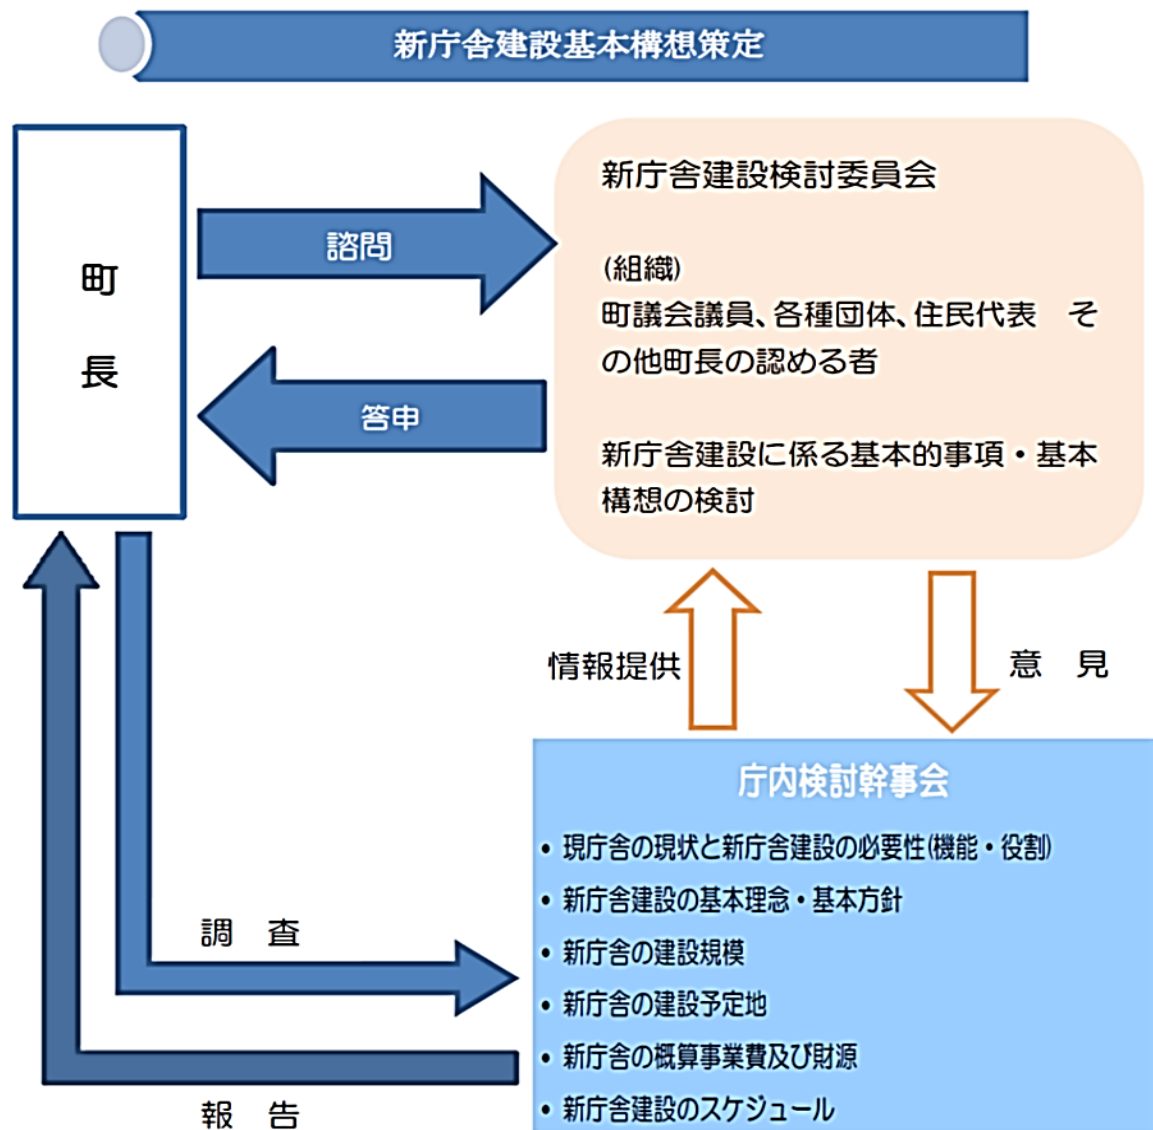 新庁舎建設基本構想策定
町
長
諮問
答申
新庁舎建設検討委員会
(組織)
町議会議員、各種団体、住民代表　そ
の他町長の認める者
新庁舎建設に係る基本的事項・基本
構想の検討
情報提供
意　見
庁内検討幹事会
• 現庁舎の現状と新庁舎建設の必要性(機能・役割)
• 新庁舎建設の基本理念・基本方針
• 新庁舎の建設規模
• 新庁舎の建設予定地
• 新庁舎の概算事業費及び財源
• 新庁舎建設のスケジュール
調　査
報　告